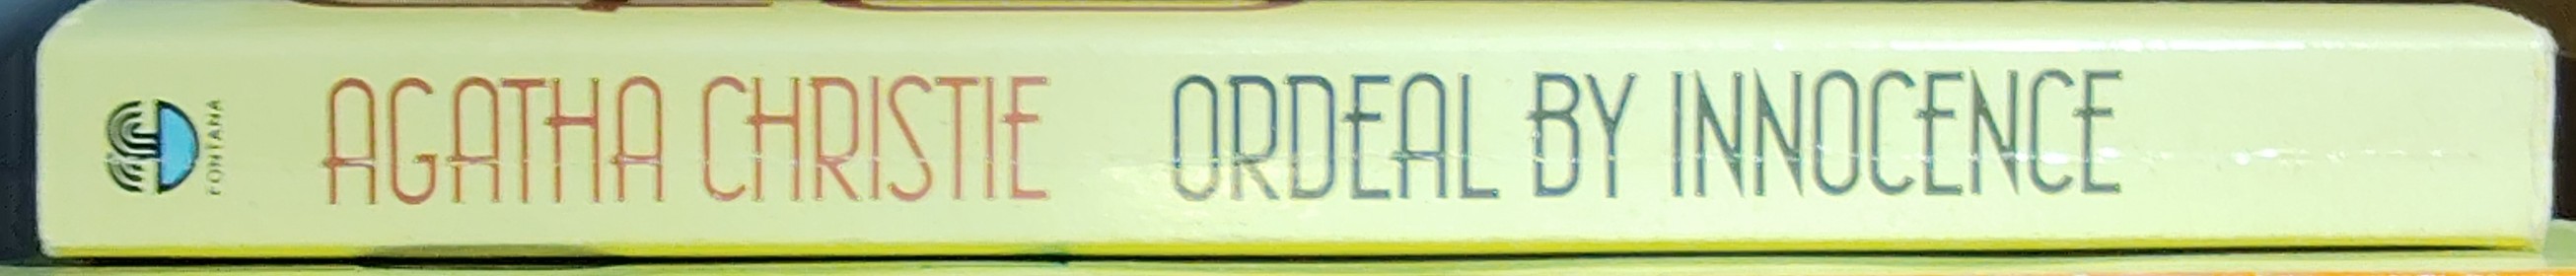 FONTANA
AGATHA CHRISTIE ORDEAL BY INNOCENCE